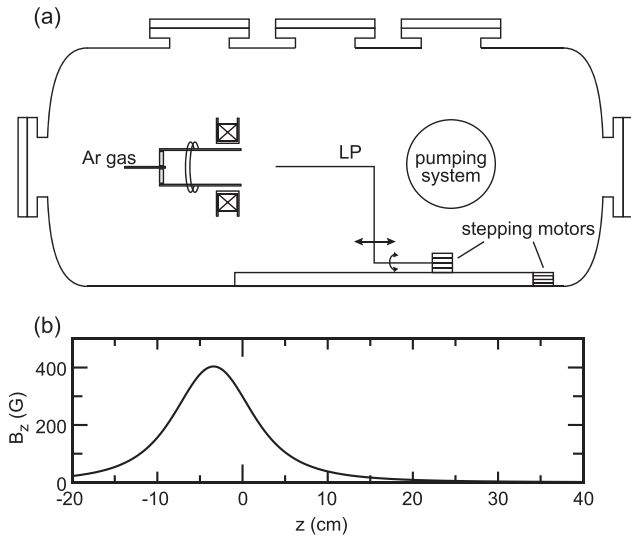 (a)
Ar gas
LP
pumping
system
stepping motors
(b)
B_z (G)
400
200
0
-20
-10
0
10
20
30
40
z (cm)